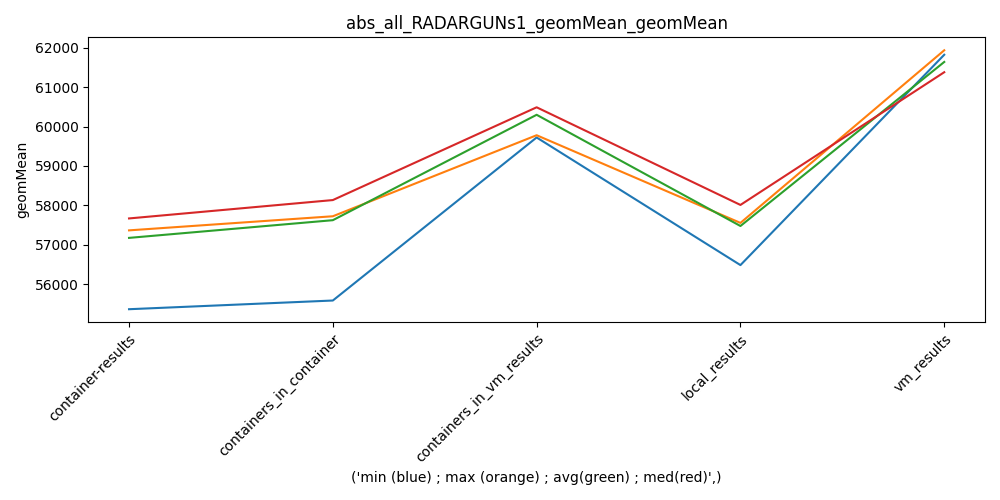 abs_all_RADARGUNs1_geomMean_geomMean
geomMean
62000
61000
60000
59000
58000
57000
56000
container-results
containers_in_container
containers_in_vm_results
local_results
vm_results
('min (blue) ; max (orange) ; avg(green) ; med(red)',)